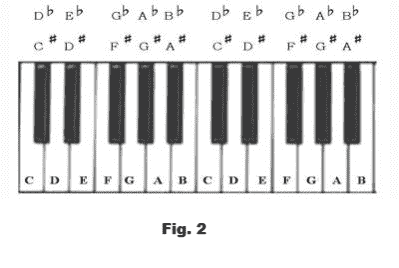 D♭ E♭ G♭ A♭ B♭ D♭ E♭ G♭ A♭ B♭
C♯ D♯ F♯ G♯ A♯ C♯ D♯ F♯ G♯ A♯
C D E F G A B C D E F G A B
Fig. 2